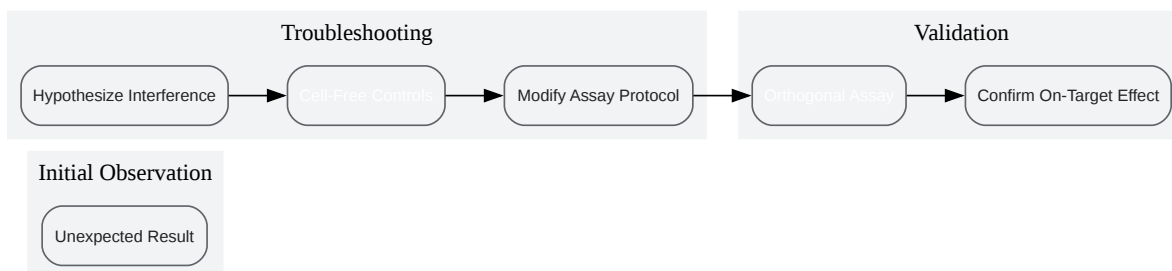 Troubleshooting
Validation
Hypothesize Interference
Cell-Free Controls
Modify Assay Protocol
Orthogonal Assay
Confirm On-Target Effect
Initial Observation
Unexpected Result